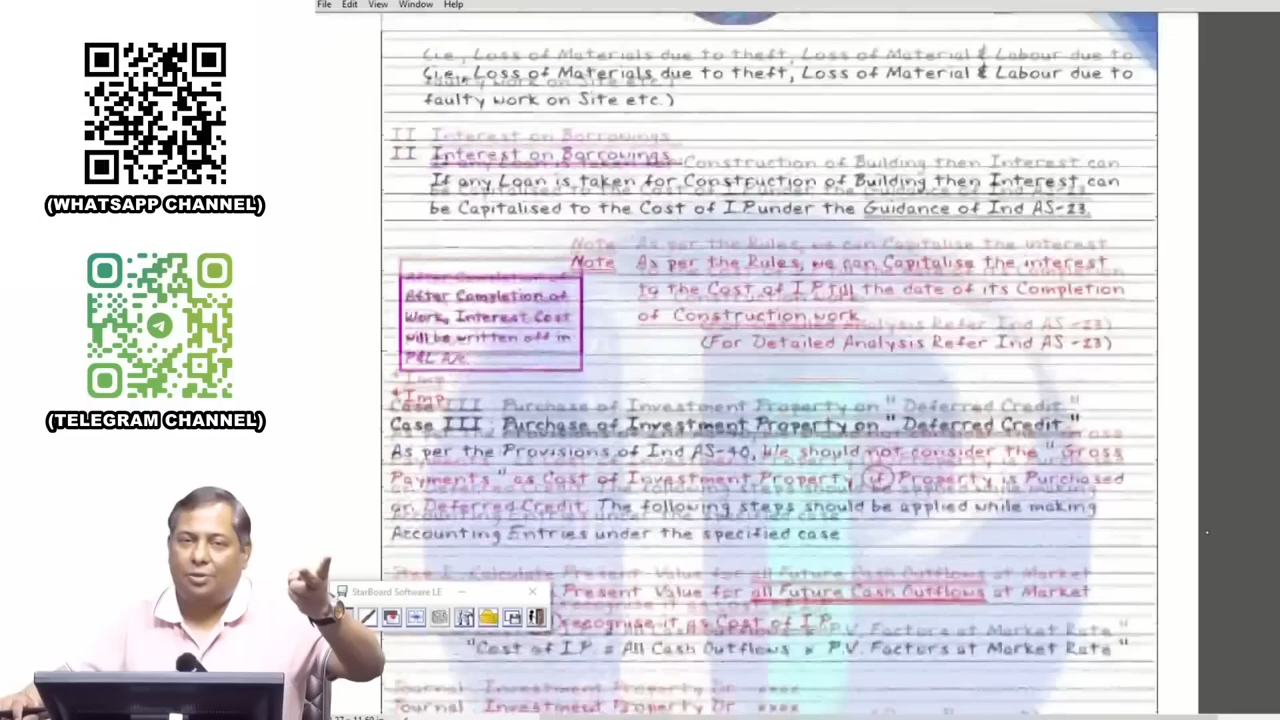 File Edit View Window Help
(i.e., Loss of Materials due to theft, Loss of Material & Labour due to
faulty work on Site etc.)
II Interest on Borrowings
If any Loan is taken for Construction of Building then Interest can
be Capitalised to the Cost of I.P under the Guidance of Ind AS-23.
Note As per the Rules, we can Capitalise the interest
to the Cost of I.P till the date of its Completion
of Construction work
(For Detailed Analysis Refer Ind AS -23)
After Completion of
Work, Interest Cost
will be written off in
P&L A/c.
*Imp
Case III : Purchase of Investment Property on " Deferred Credit "
As per the Provisions of Ind AS-40, We should not consider the " Gross
Payments " as Cost of Investment Property if Property is Purchased
on Deferred Credit. The following steps should be applied while making
Accounting Entries under the specified case
Present Value for all Future Cash Outflows at Market
recognise it as Cost of I.P.
"Cost of I.P. = All Cash Outflows x P.V. Factors at Market Rate "
Journal Investment Property Dr xxxx
(WHATSAPP CHANNEL)
(TELEGRAM CHANNEL)
StarBoard Software LE